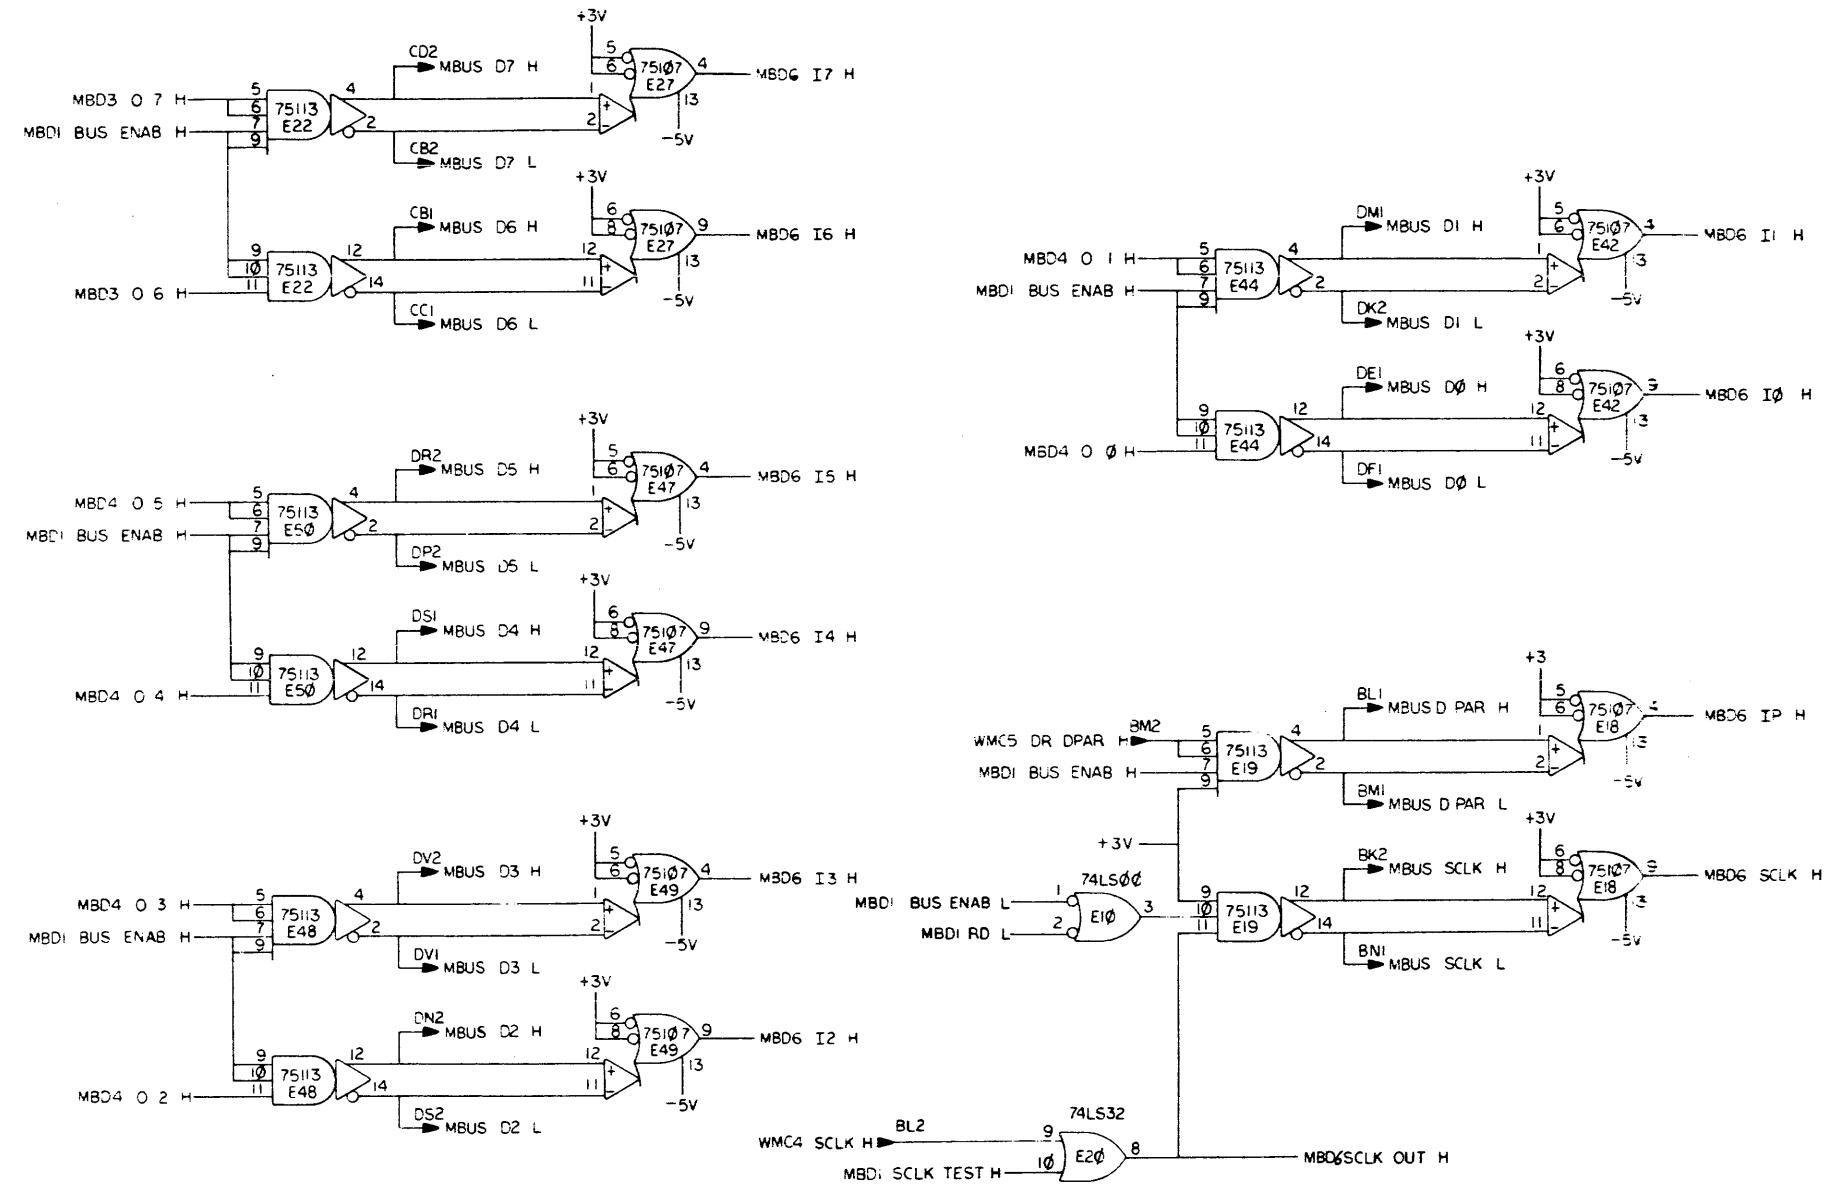 +3V
CD2
MBUS D7 H
5
6
75107
E27
4
MBD6 I7 H
MBD3 O 7 H
MBD1 BUS ENAB H
5
6
7
9
75113
E22
4
2
1
2
+
-
13
-5V
CB2
MBUS D7 L
+3V
CB1
MBUS D6 H
6
8
75107
E27
9
MBD6 I6 H
9
10
11
75113
E22
12
14
12
11
+
-
13
-5V
MBD3 O 6 H
CC1
MBUS D6 L
+3V
DR2
MBUS D5 H
5
6
75107
E47
4
MBD6 I5 H
MBD4 O 5 H
MBD1 BUS ENAB H
5
6
7
9
75113
E50
4
2
1
2
+
-
13
-5V
DP2
MBUS D5 L
+3V
DS1
MBUS D4 H
6
8
75107
E47
9
MBD6 I4 H
9
10
11
75113
E50
12
14
12
11
+
-
13
-5V
MBD4 O 4 H
DR1
MBUS D4 L
+3V
DV2
MBUS D3 H
5
6
75107
E49
4
MBD6 I3 H
MBD4 O 3 H
MBD1 BUS ENAB H
5
6
7
9
75113
E48
4
2
1
2
+
-
13
-5V
DV1
MBUS D3 L
+3V
DN2
MBUS D2 H
6
8
75107
E49
9
MBD6 I2 H
9
10
11
75113
E48
12
14
12
11
+
-
13
-5V
MBD4 O 2 H
DS2
MBUS D2 L
+3V
DM1
MBUS D1 H
5
6
75107
E42
4
MBD6 I1 H
MBD4 O 1 H
MBD1 BUS ENAB H
5
6
7
9
75113
E44
4
2
1
2
+
-
13
-5V
DK2
MBUS D1 L
+3V
DE1
MBUS DØ H
6
8
75107
E42
9
MBD6 IØ H
9
10
11
75113
E44
12
14
12
11
+
-
13
-5V
MBD4 O Ø H
DF1
MBUS DØ L
+3
BL1
MBUS D PAR H
5
6
75107
E18
4
MBD6 IP H
WMC5 DR DPAR H
BM2
MBD1 BUS ENAB H
5
6
7
9
75113
E19
4
2
1
2
+
-
13
-5V
BM1
MBUS D PAR L
+3V
+3V
BK2
MBUS SCLK H
6
8
75107
E18
9
MBD6 SCLK H
74LS00
MBD1 BUS ENAB L
MBD1 RD L
1
2
E10
3
9
10
11
75113
E19
12
14
12
11
+
-
13
-5V
BN1
MBUS SCLK L
74LS32
WMC4 SCLK H
BL2
MBD1 SCLK TEST H
9
10
E20
8
MBD6 SCLK OUT H